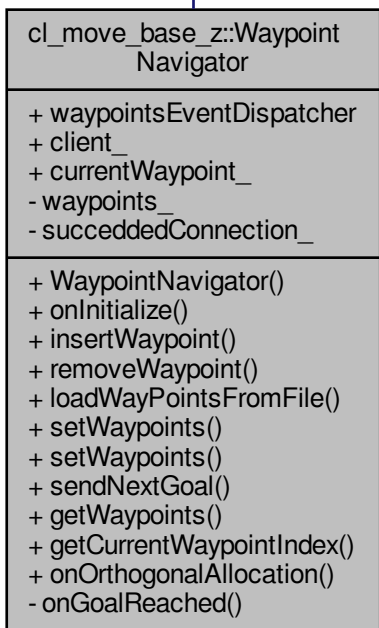 cl_move_base_z::Waypoint
Navigator
+ waypointsEventDispatcher
+ client_
+ currentWaypoint_
- waypoints_
- succeddedConnection_
+ WaypointNavigator()
+ onInitialize()
+ insertWaypoint()
+ removeWaypoint()
+ loadWayPointsFromFile()
+ setWaypoints()
+ setWaypoints()
+ sendNextGoal()
+ getWaypoints()
+ getCurrentWaypointIndex()
+ onOrthogonalAllocation()
- onGoalReached()